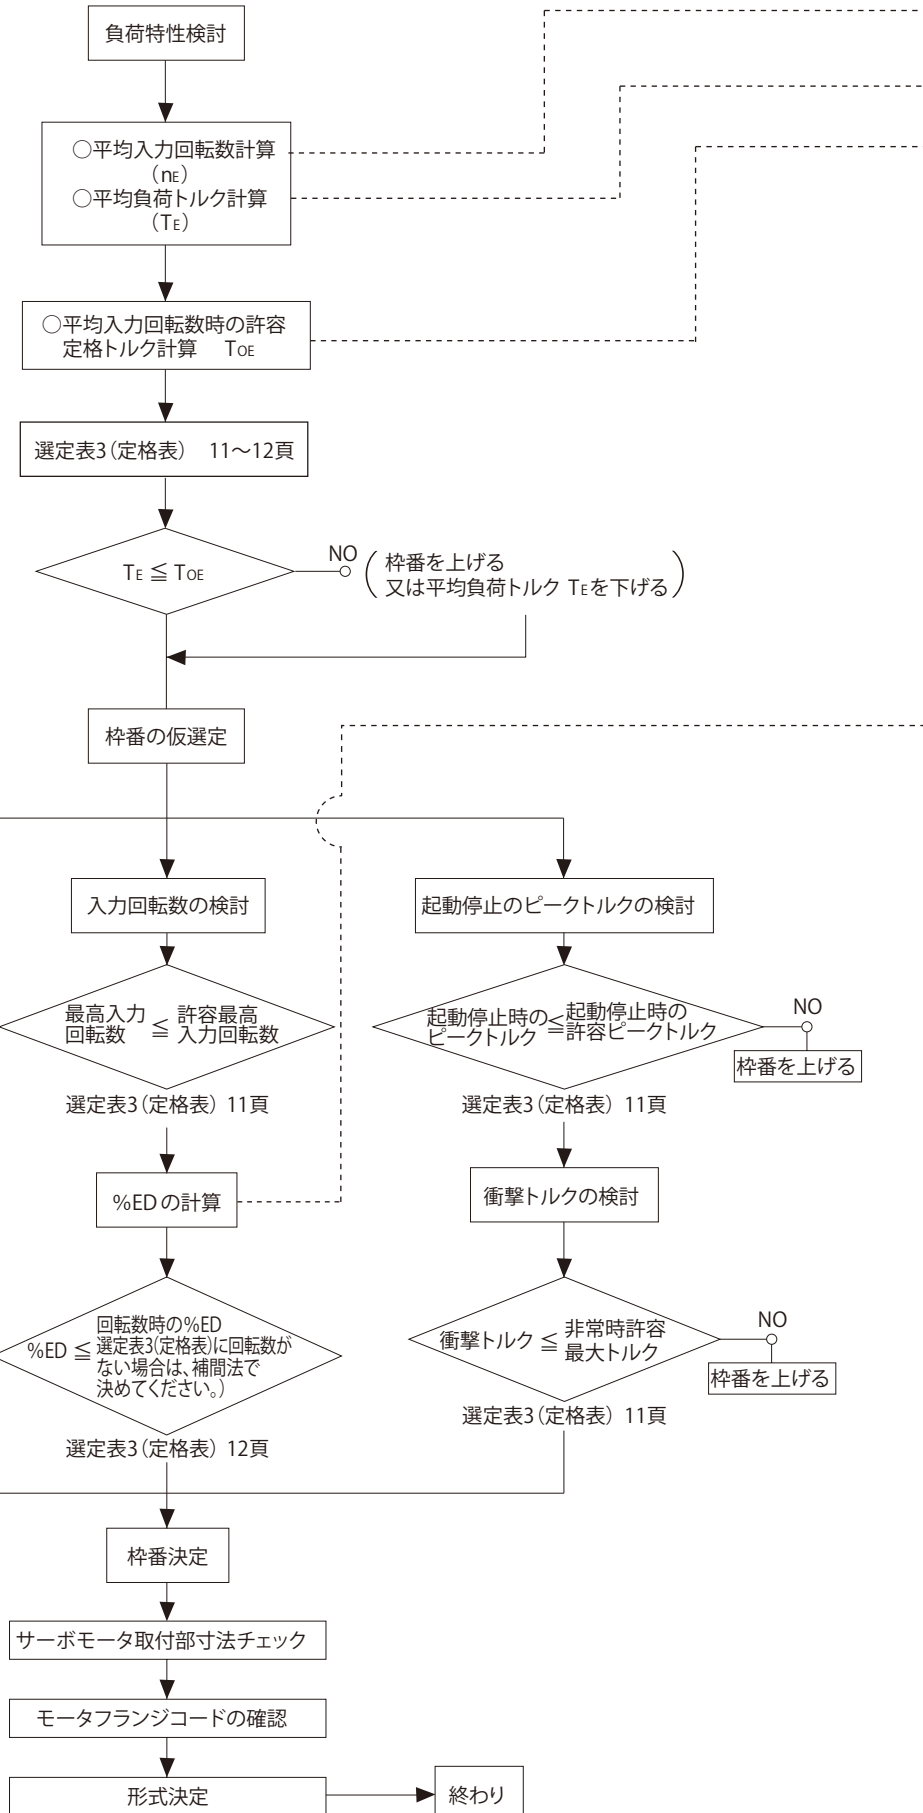 負荷特性検討
○平均入力回転数計算
(nE)
○平均負荷トルク計算
(TE)
○平均入力回転数時の許容
定格トルク計算 TOE
選定表3(定格表) 11～12頁
TE ≦ TOE
NO
枠番を上げる
又は平均負荷トルク TEを下げる
枠番の仮選定
入力回転数の検討
最高入力
回転数
≦
許容最高
入力回転数
選定表3(定格表) 11頁
%EDの計算
%ED ≦
回転数時の%ED
選定表3(定格表)に回転数が
ない場合は、補間法で
決めてください。)
選定表3(定格表) 12頁
起動停止のピークトルクの検討
起動停止時の
ピークトルク
≦
起動停止時の
許容ピークトルク
NO
枠番を上げる
選定表3(定格表) 11頁
衝撃トルクの検討
衝撃トルク ≦
非常時許容
最大トルク
NO
枠番を上げる
選定表3(定格表) 11頁
枠番決定
サーボモータ取付部寸法チェック
モータフランジコードの確認
形式決定
終わり